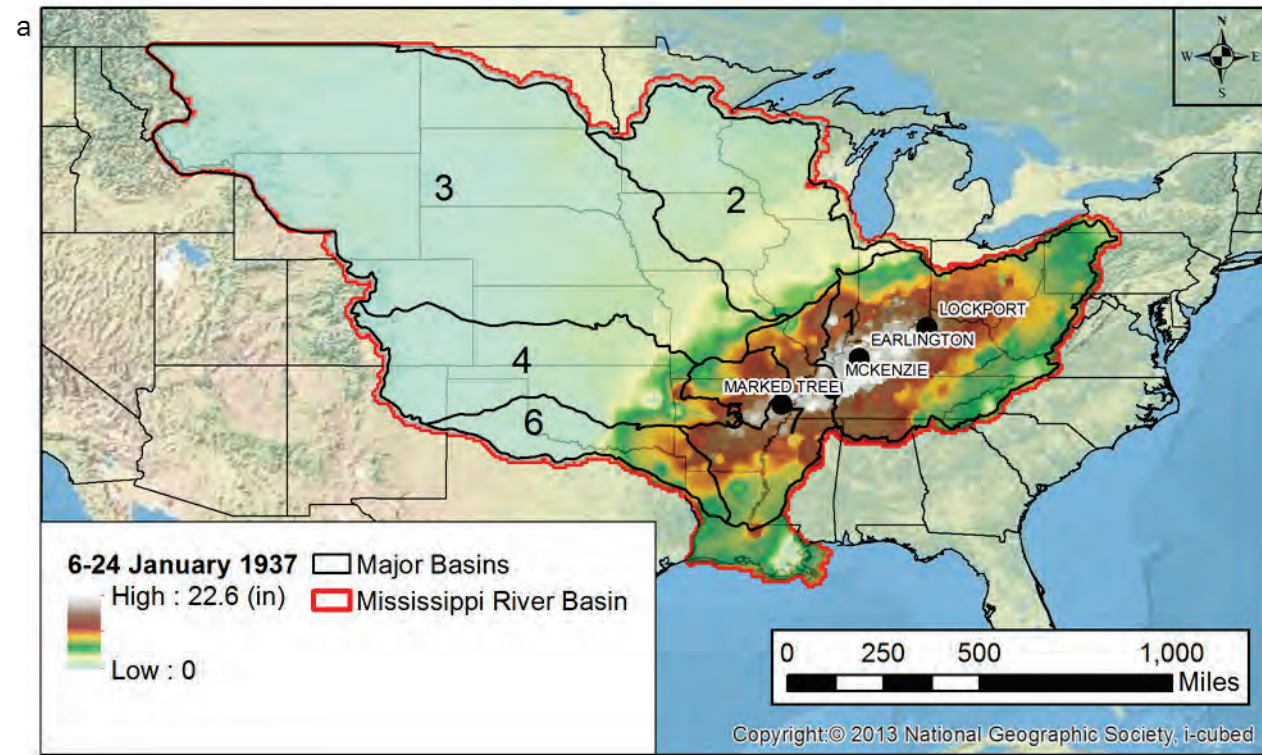 a
N
W E
S
3
2
1
LOCKPORT
EARLINGTON
4
MCKENZIE
MARKED TREE
6
5
7
6-24 January 1937
High : 22.6 (in)
Low : 0
Major Basins
Mississippi River Basin
0 250 500 1,000
Miles
Copyright:© 2013 National Geographic Society, i-cubed